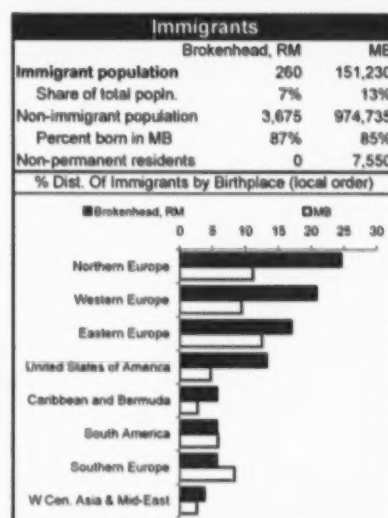 Immigrants
Brokenhead, RM MB
Immigrant population 260 151,230
Share of total popln. 7% 13%
Non-immigrant population 3,675 974,735
Percent born in MB 87% 85%
Non-permanent residents 0 7,550
% Dist. Of Immigrants by Birthplace (local order)
Brokenhead, RM MB
0 5 10 15 20 25 30
Northern Europe
Western Europe
Eastern Europe
United States of America
Caribbean and Bermuda
South America
Southern Europe
W Cen. Asia & Mid-East